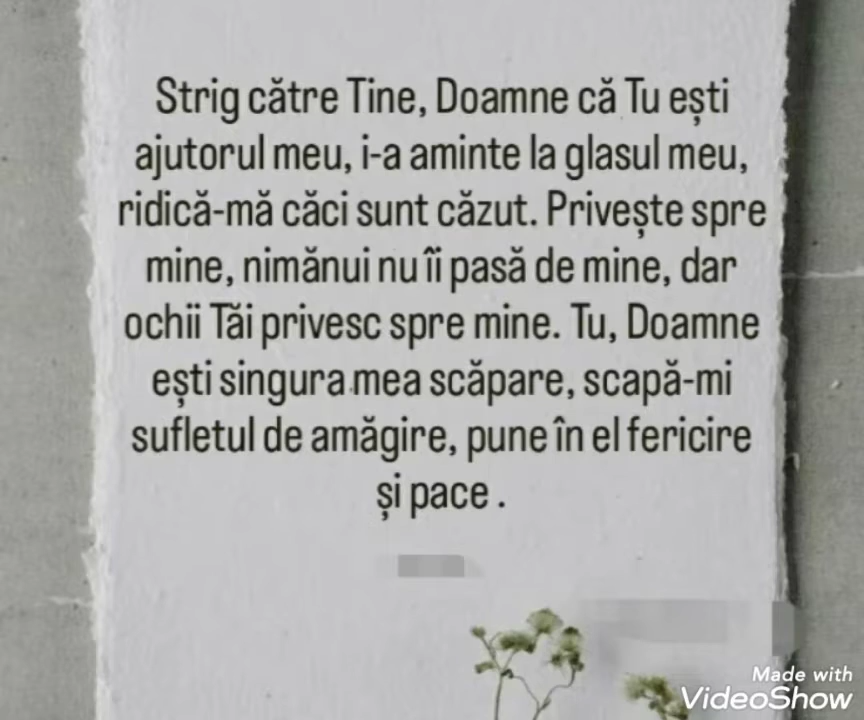 Strig către Tine, Doamne că Tu ești
ajutorul meu, i-a aminte la glasul meu,
ridică-mă căci sunt căzut. Privește spre
mine, nimănui nu îi pasă de mine, dar
ochii Tăi privesc spre mine. Tu, Doamne
ești singura mea scăpare, scapă-mi
sufletul de amăgire, pune în el fericire
și pace .
Made with
VideoShow